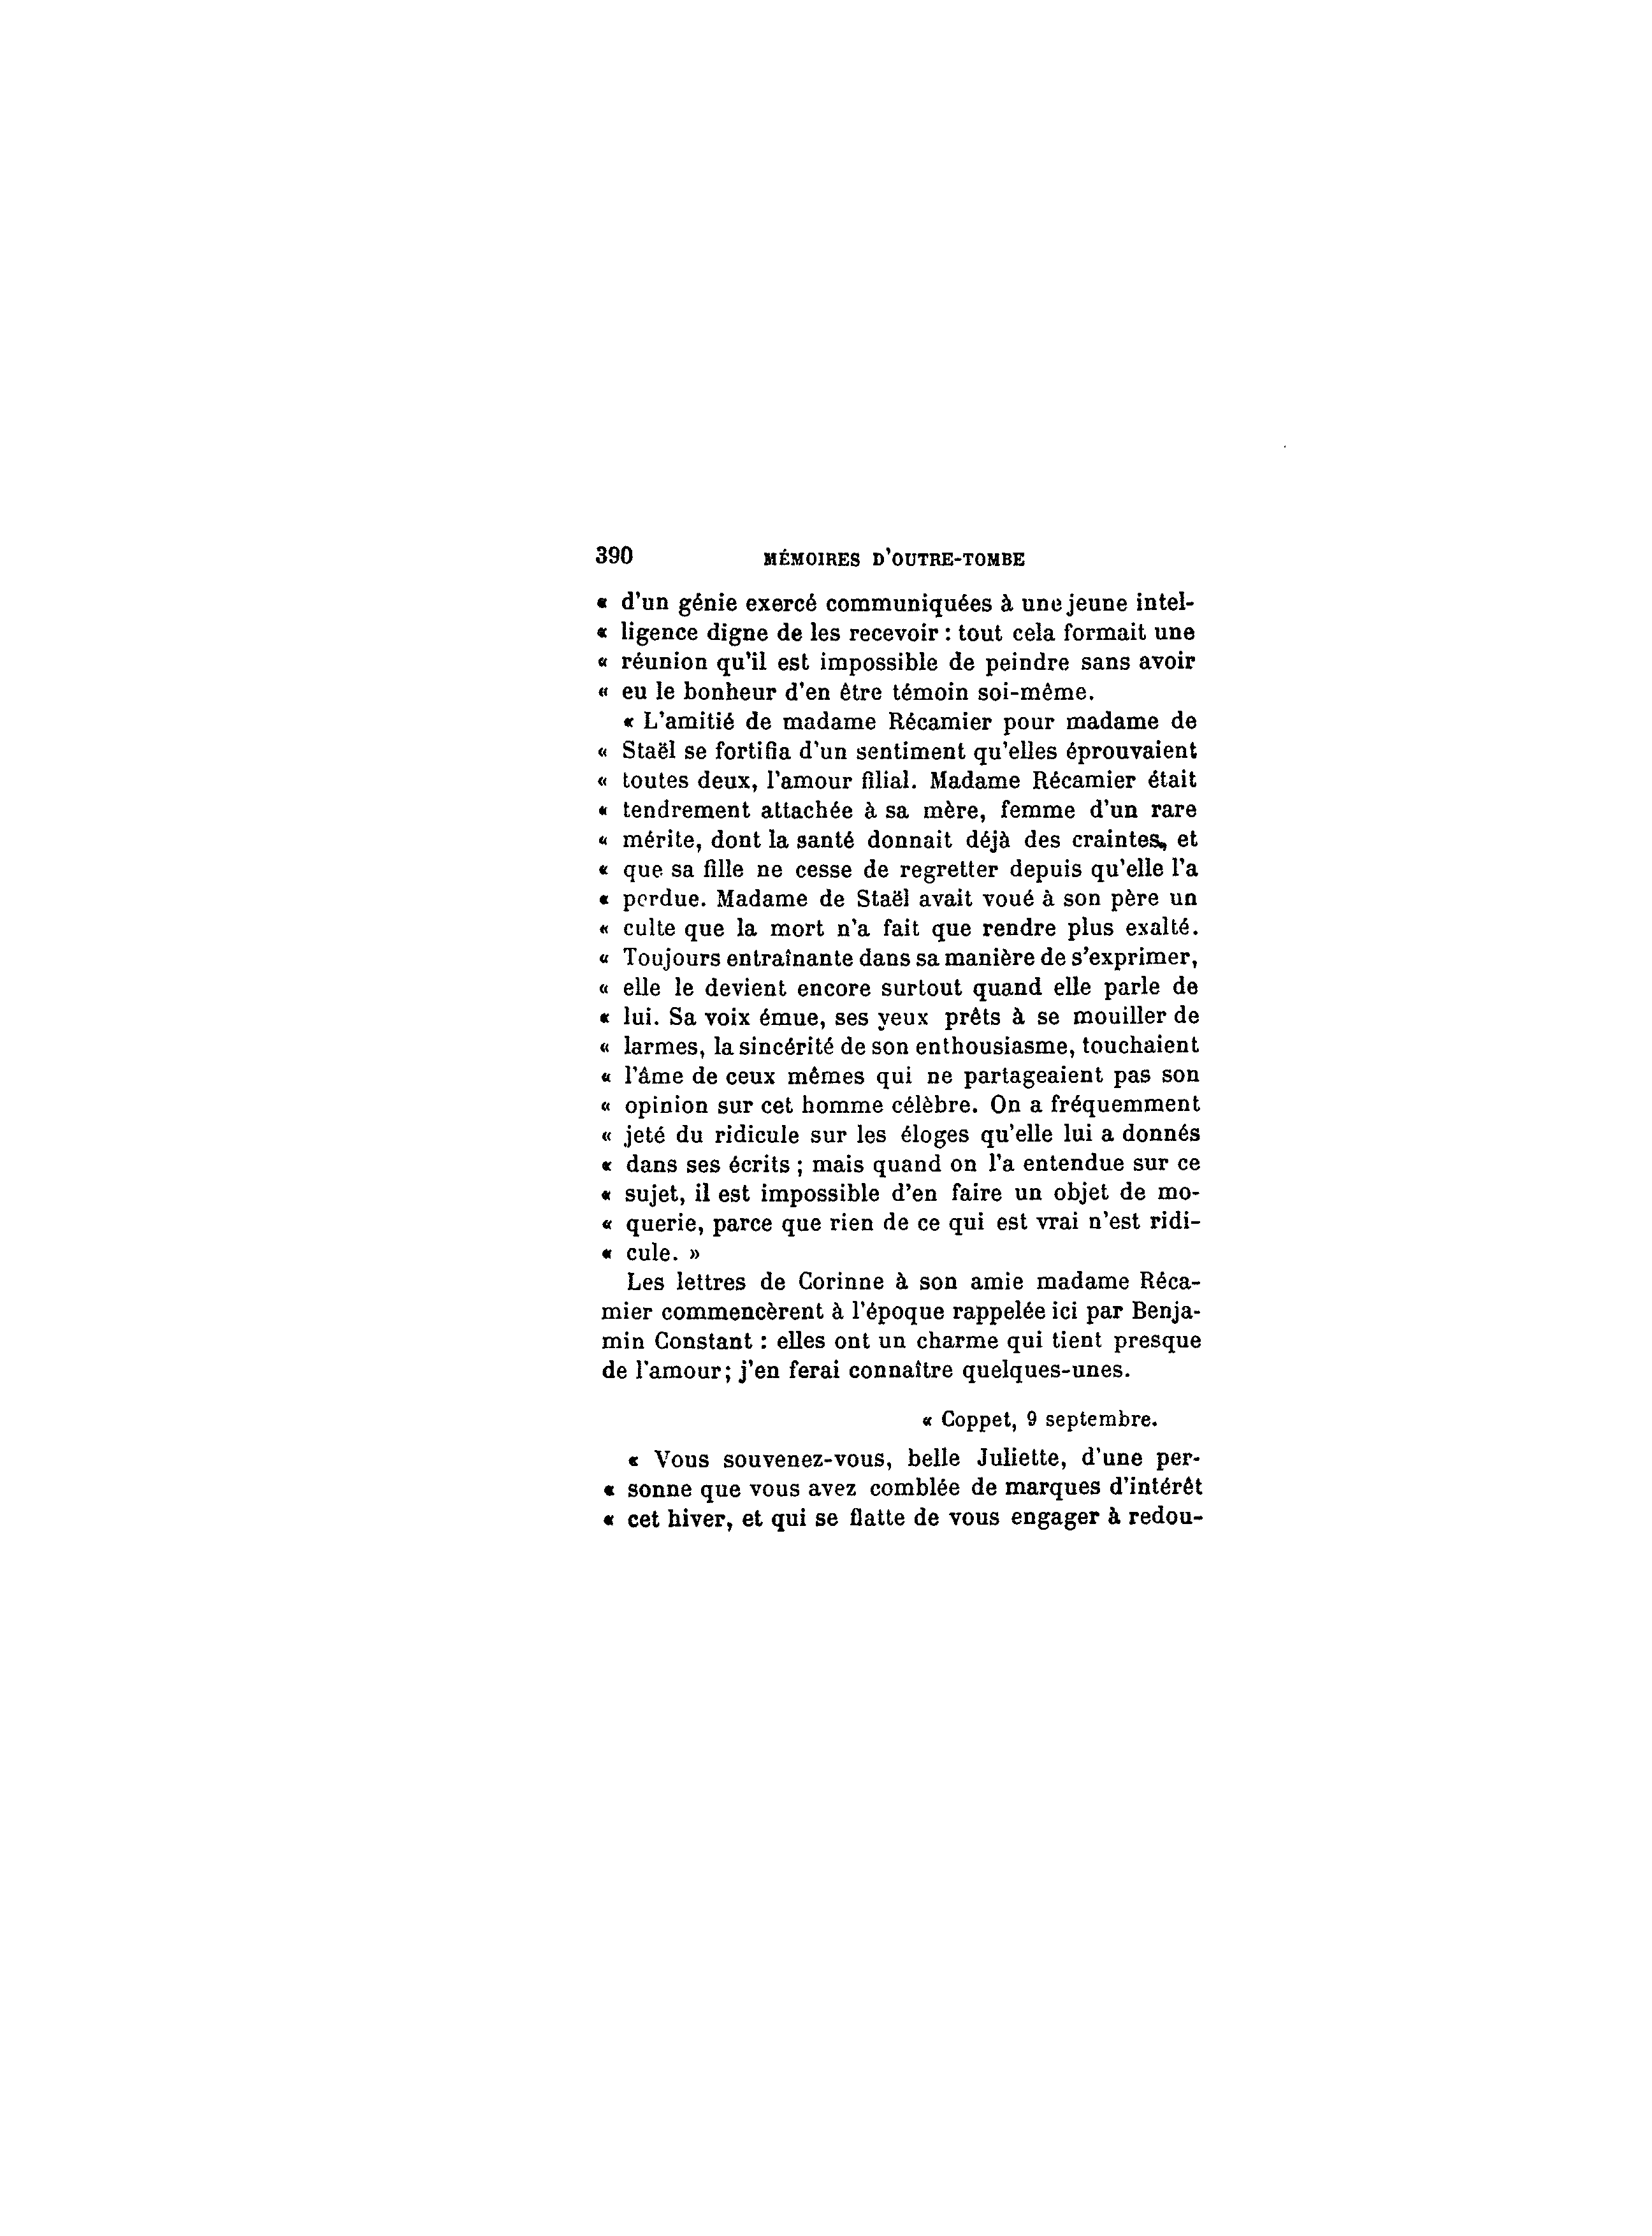 390 MÉMOIRES D'OUTRE-TOMBE
« d'un génie exercé communiquées à une jeune intel-
« ligence digne de les recevoir : tout cela formait une
« réunion qu'il est impossible de peindre sans avoir
« eu le bonheur d'en être témoin soi-même.
« L'amitié de madame Récamier pour madame de
« Staël se fortifia d'un sentiment qu'elles éprouvaient
« toutes deux, l'amour filial. Madame Récamier était
« tendrement attachée à sa mère, femme d'un rare
« mérite, dont la santé donnait déjà des craintes, et
« que sa fille ne cesse de regretter depuis qu'elle l'a
« perdue. Madame de Staël avait voué à son père un
« culte que la mort n'a fait que rendre plus exalté.
« Toujours entraînante dans sa manière de s'exprimer,
« elle le devient encore surtout quand elle parle de
« lui. Sa voix émue, ses yeux prêts à se mouiller de
« larmes, la sincérité de son enthousiasme, touchaient
« l'âme de ceux mêmes qui ne partageaient pas son
« opinion sur cet homme célèbre. On a fréquemment
« jeté du ridicule sur les éloges qu'elle lui a donnés
« dans ses écrits ; mais quand on l'a entendue sur ce
« sujet, il est impossible d'en faire un objet de mo-
« querie, parce que rien de ce qui est vrai n'est ridi-
« cule. »
Les lettres de Corinne à son amie madame Réca-
mier commencèrent à l'époque rappelée ici par Benja-
min Constant : elles ont un charme qui tient presque
de l'amour; j'en ferai connaître quelques-unes.
« Coppet, 9 septembre.
« Vous souvenez-vous, belle Juliette, d'une per-
« sonne que vous avez comblée de marques d'intérêt
« cet hiver, et qui se flatte de vous engager à redou-